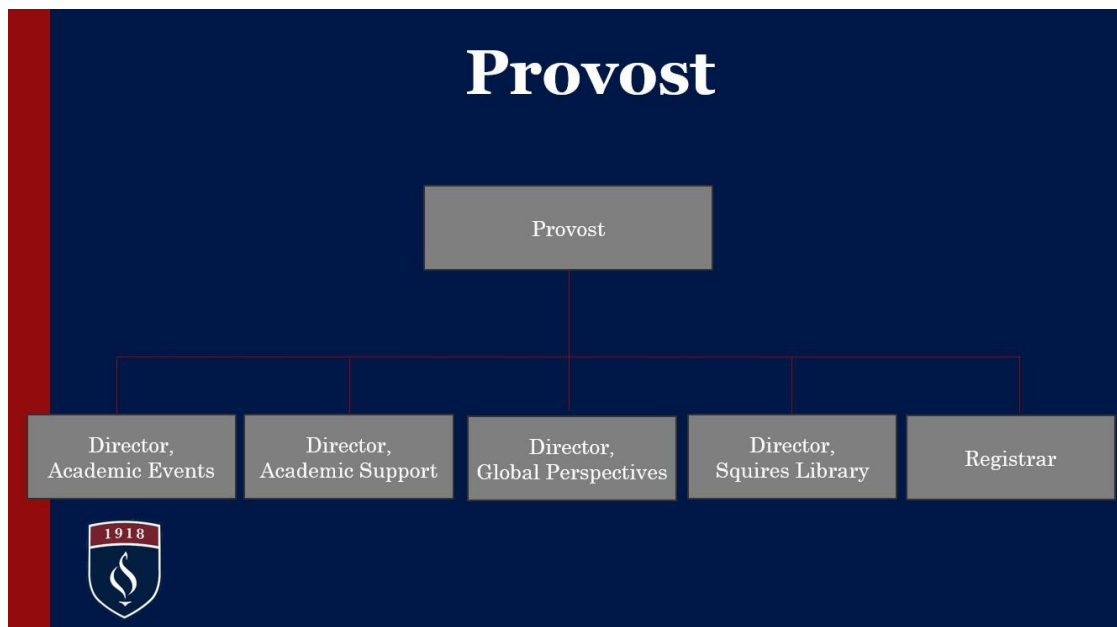 Provost
Provost
Director,
Academic Events
Director,
Academic Support
Director,
Global Perspectives
Director,
Squires Library
Registrar
1918